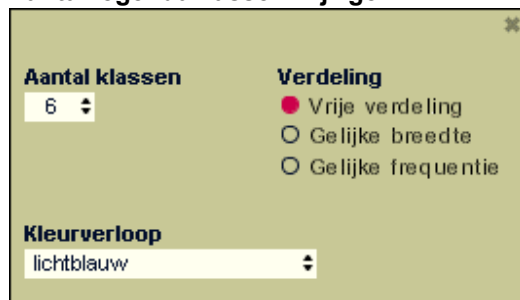 Aantal klassen
6
Verdeling
Vrije verdeling
Gelijke breedte
Gelijke frequentie
Kleurverloop
lichtblauw